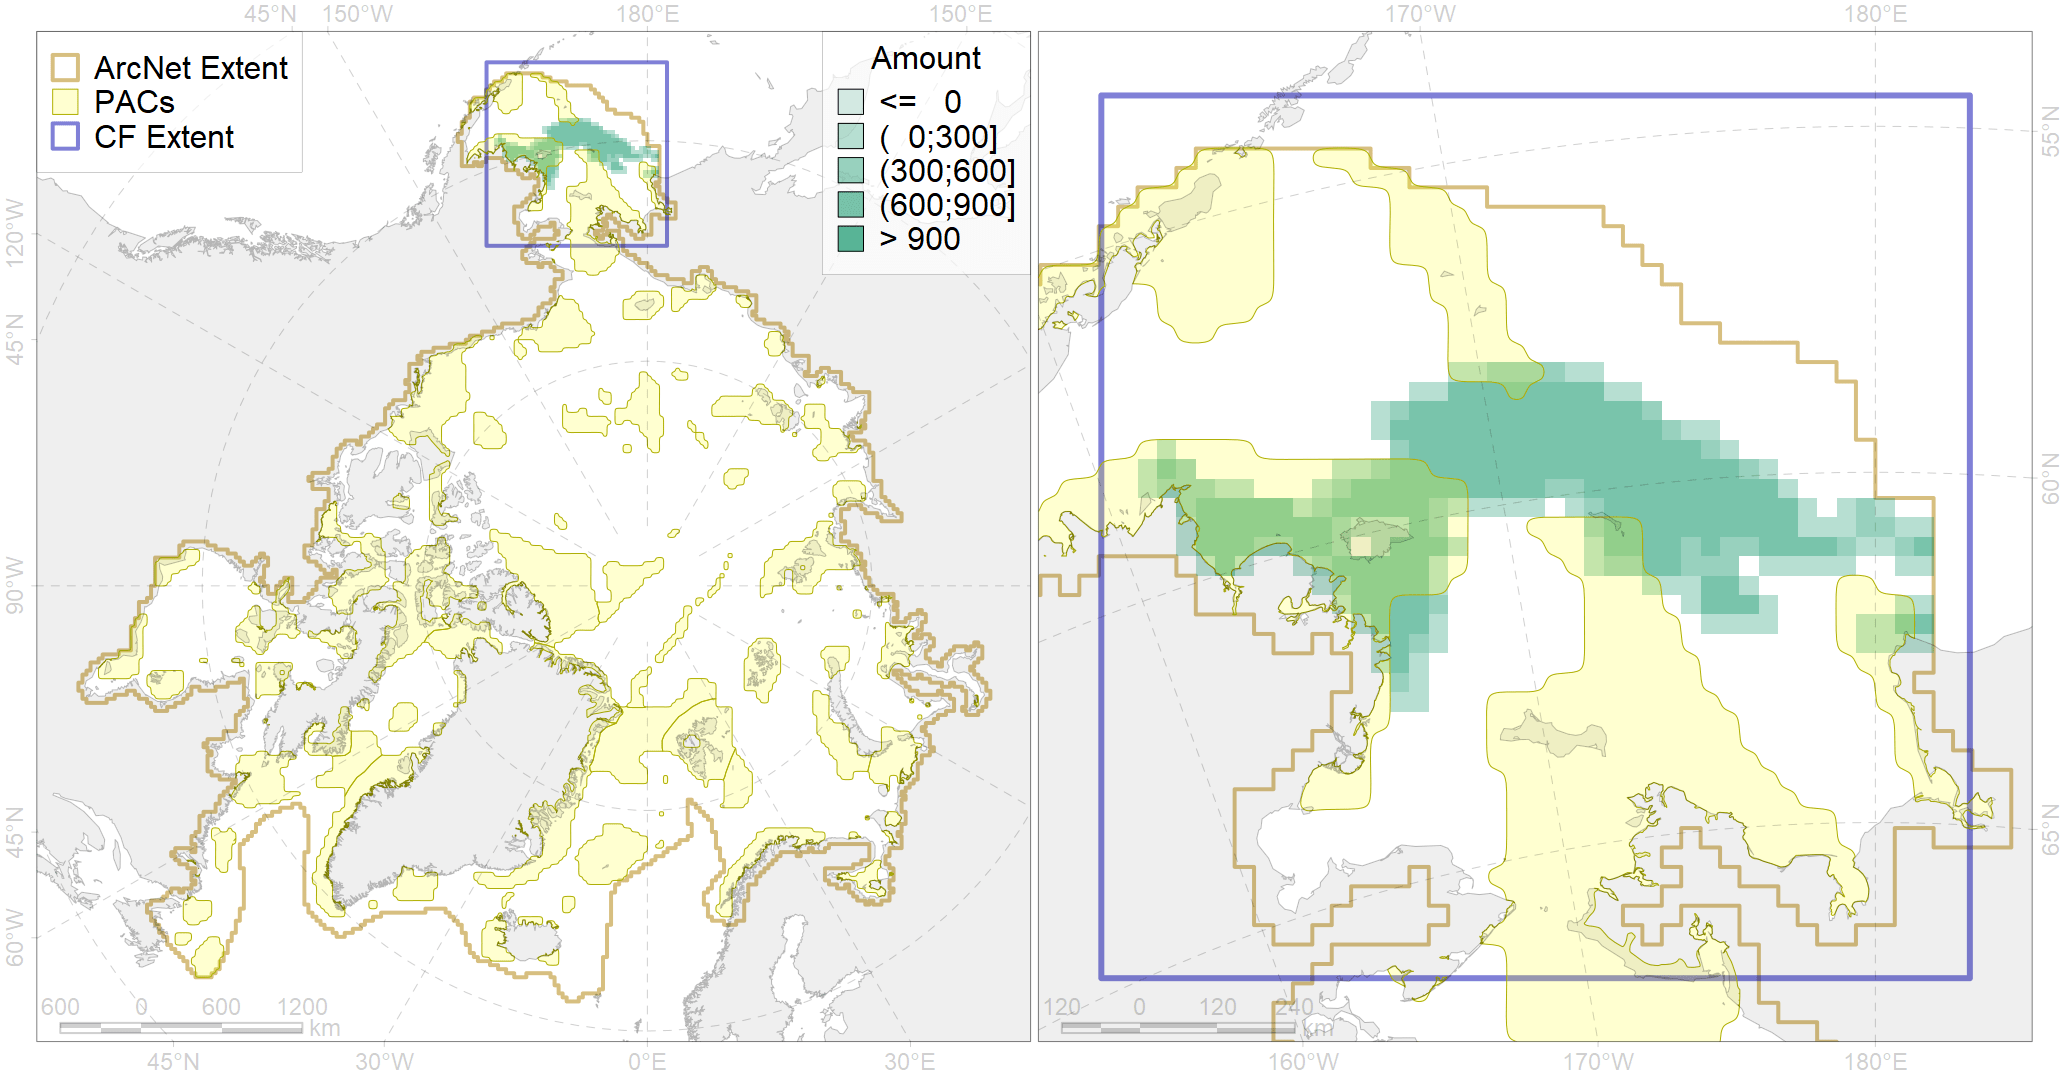 45°N 150°W 180°E 150°E 170°W 180°E
ArcNet Extent
PACs
CF Extent
Amount
<= 0
( 0;300]
(300;600]
(600;900]
> 900
120°W
45°N
90°W
45°N
60°W
55°N
60°N
65°N
600 0 600 1200
km
120 0 120 240
km
45°N 30°W 0°E 30°E 160°W 170°W 180°E